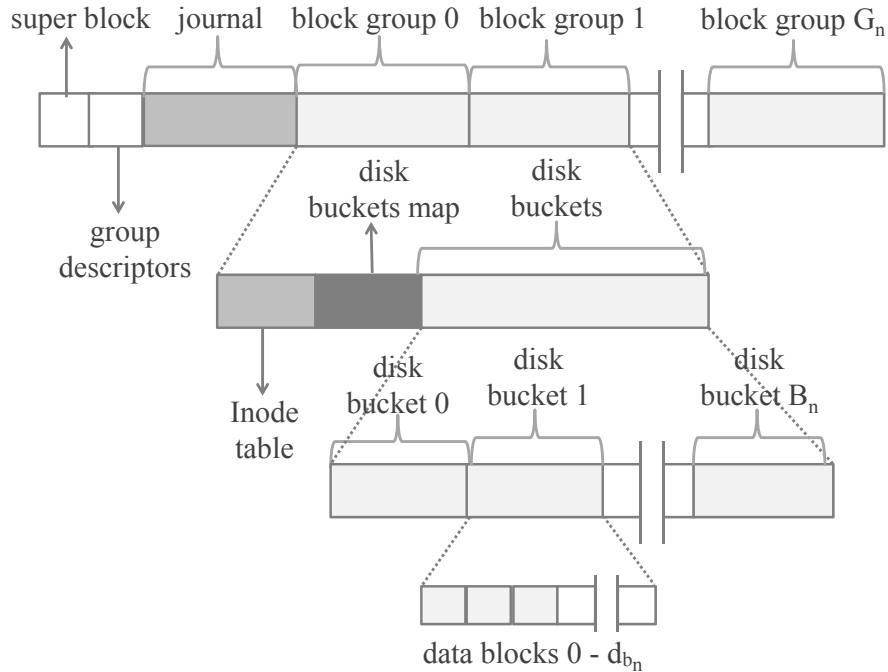 super block
journal
block group 0
block group 1
block group Gn
group
descriptors
disk
buckets map
disk
buckets
Inode
table
disk
bucket 0
disk
bucket 1
disk
bucket Bn
data blocks 0 - dbn